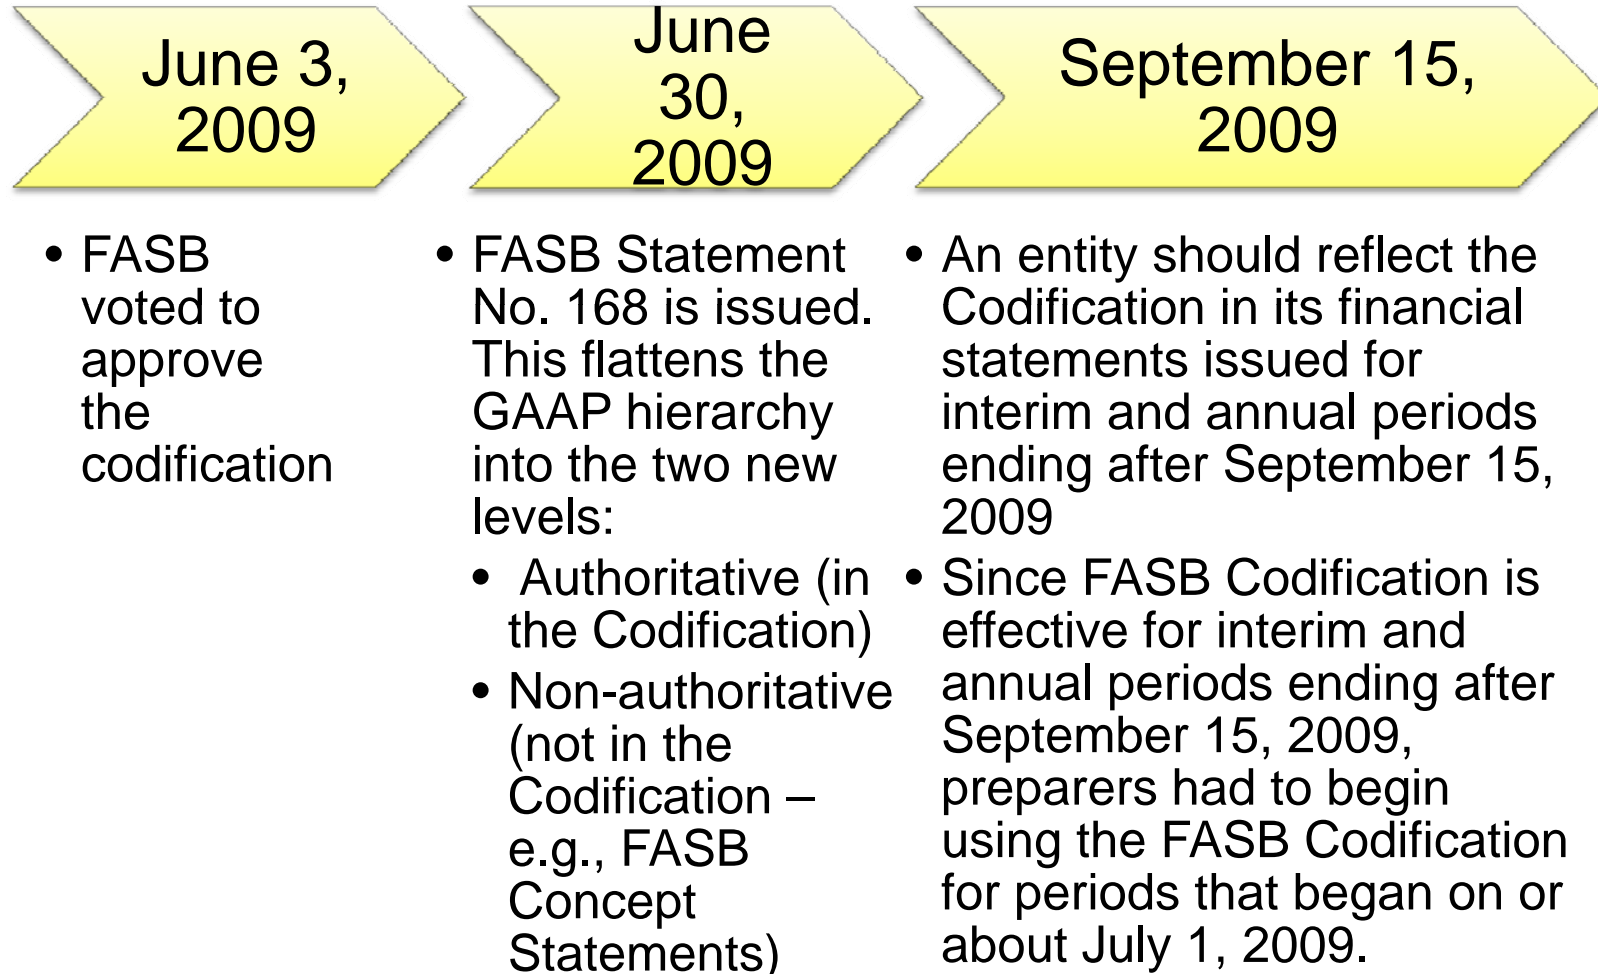 June 3,
2009
June
30,
2009
September 15,
2009
• FASB
voted to
approve
the
codification
• FASB Statement
No. 168 is issued.
This flattens the
GAAP hierarchy
into the two new
levels:
• Authoritative (in
the Codification)
• Non-authoritative
(not in the
Codification –
e.g., FASB
Concept
Statements)
• An entity should reflect the
Codification in its financial
statements issued for
interim and annual periods
ending after September 15,
2009
• Since FASB Codification is
effective for interim and
annual periods ending after
September 15, 2009,
preparers had to begin
using the FASB Codification
for periods that began on or
about July 1, 2009.